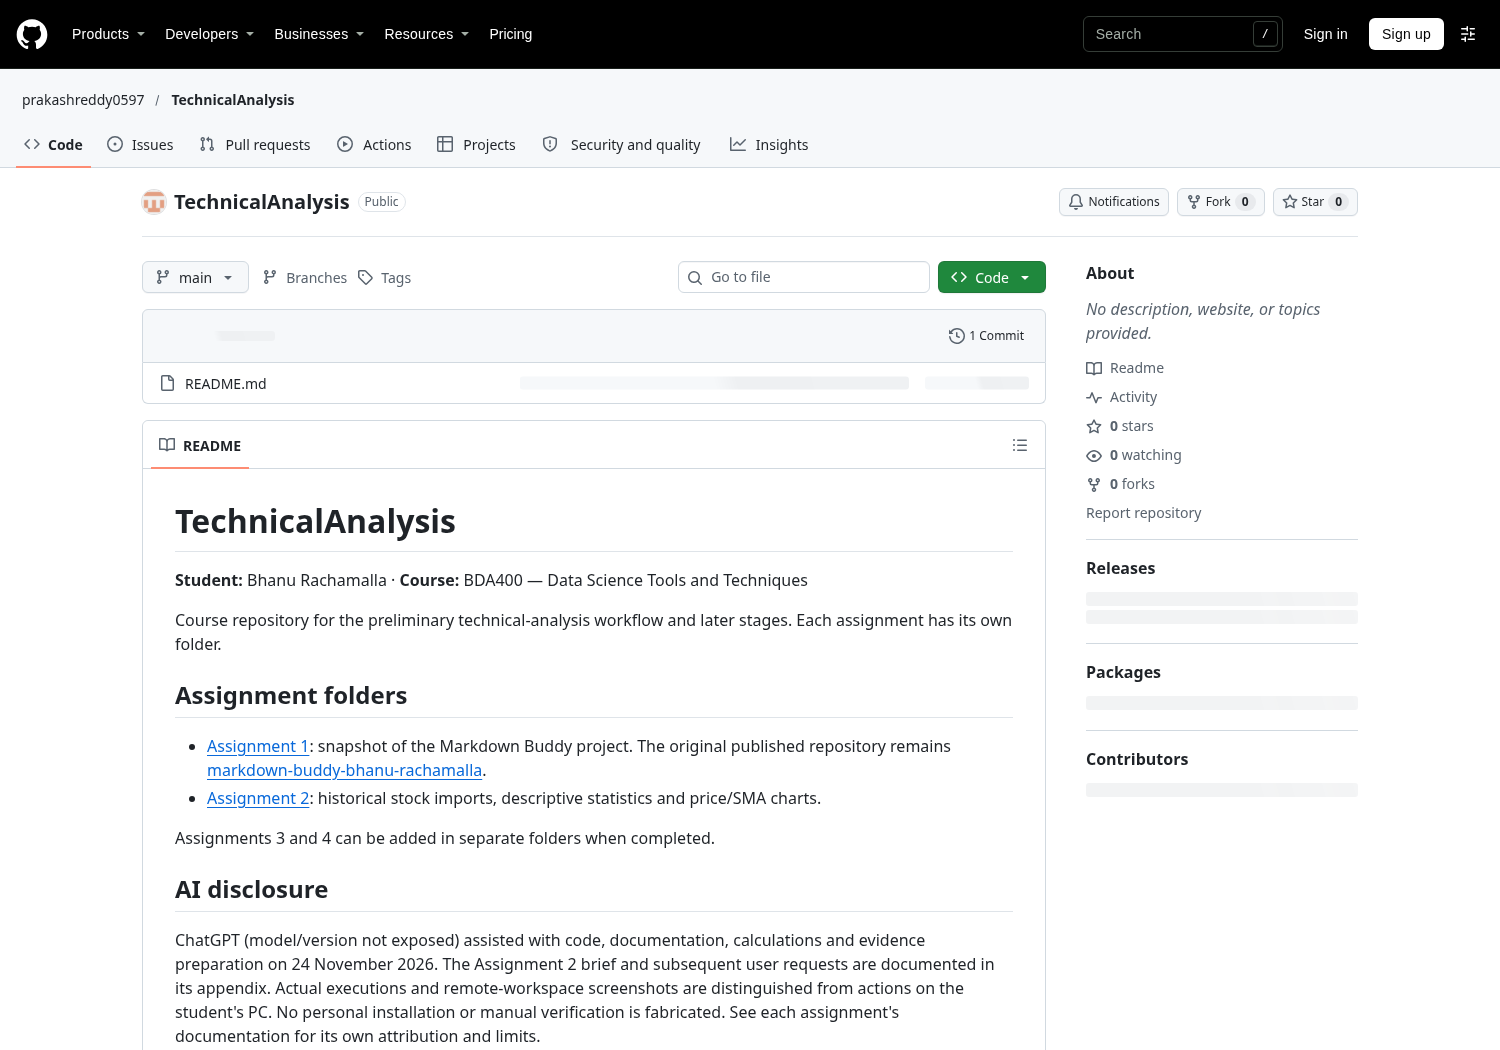 Products Developers Businesses Resources Pricing Search / Sign in Sign up
prakashreddy0597 / TechnicalAnalysis
Code Issues Pull requests Actions Projects Security and quality Insights
TechnicalAnalysis Public Notifications Fork 0 Star 0
main Branches Tags Go to file Code
1 Commit
README.md
README
TechnicalAnalysis
Student: Bhanu Rachamalla · Course: BDA400 — Data Science Tools and Techniques
Course repository for the preliminary technical-analysis workflow and later stages. Each assignment has its own
folder.
Assignment folders
• Assignment 1: snapshot of the Markdown Buddy project. The original published repository remains
markdown-buddy-bhanu-rachamalla.
• Assignment 2: historical stock imports, descriptive statistics and price/SMA charts.
Assignments 3 and 4 can be added in separate folders when completed.
AI disclosure
ChatGPT (model/version not exposed) assisted with code, documentation, calculations and evidence
preparation on 24 November 2026. The Assignment 2 brief and subsequent user requests are documented in
its appendix. Actual executions and remote-workspace screenshots are distinguished from actions on the
student's PC. No personal installation or manual verification is fabricated. See each assignment's
documentation for its own attribution and limits.
About
No description, website, or topics
provided.
Readme
Activity
0 stars
0 watching
0 forks
Report repository
Releases
Packages
Contributors